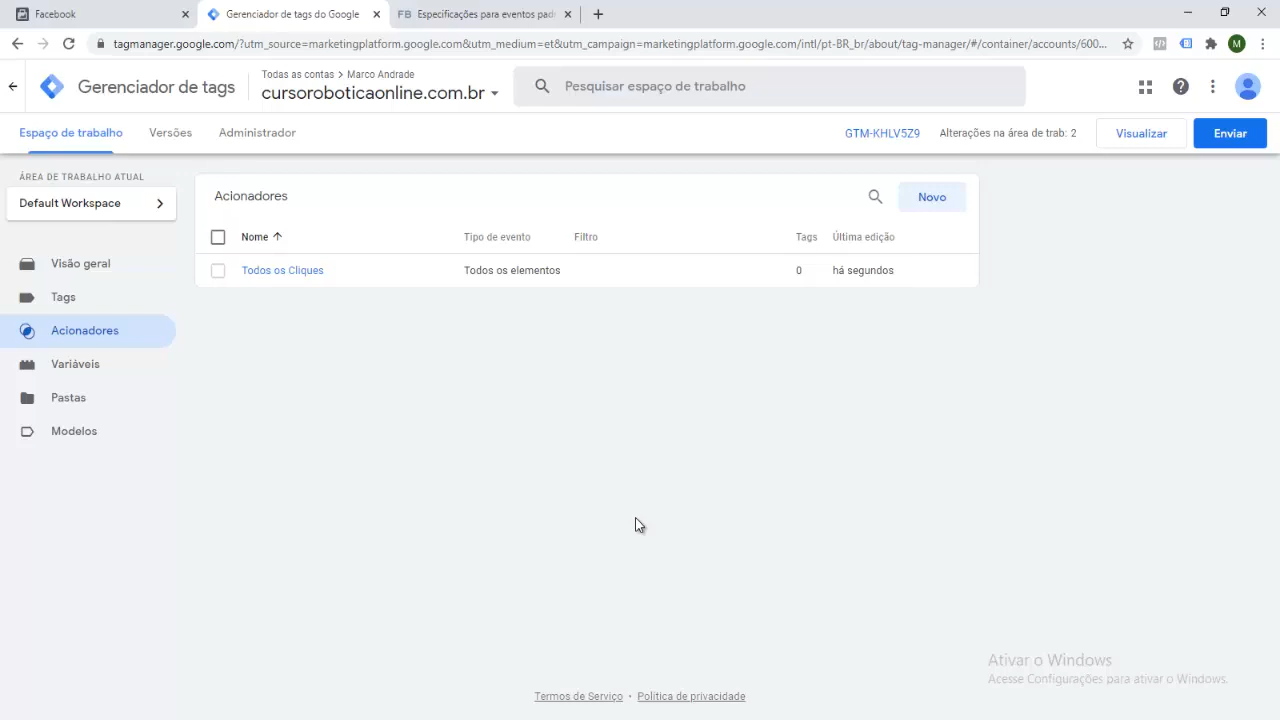 Facebook
Gerenciador de tags do Google
FB Especificações para eventos pad
tagmanager.google.com/?utm_source=marketingplatform.google.com&utm_medium=et&utm_campaign=marketingplatform.google.com/intl/pt-BR_br/about/tag-manager/#/container/accounts/600...
M
Gerenciador de tags
Todas as contas > Marco Andrade
cursoroboticaonline.com.br
Pesquisar espaço de trabalho
Espaço de trabalho
Versões
Administrador
GTM-KHLV5Z9
Alterações na área de trab: 2
Visualizar
Enviar
ÁREA DE TRABALHO ATUAL
Default Workspace
Visão geral
Tags
Acionadores
Variáveis
Pastas
Modelos
Acionadores
Novo
Nome Tipo de evento Filtro Tags Última edição
Todos os Cliques Todos os elementos 0 há segundos
Ativar o Windows
Acesse Configurações para ativar o Windows.
Termos de Serviço · Política de privacidade